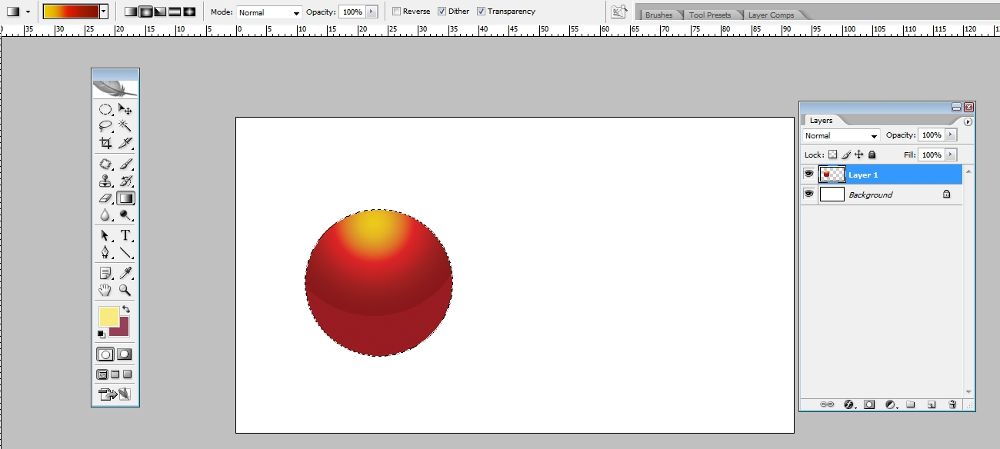 Mode: Normal Opacity: 100% Reverse Dither Transparency Brushes Tool Presets Layer Comps
35 30 25 20 15 10 5 0 5 10 15 20 25 30 35 40 45 50 55 60 65 70 75 80 85 90 95 100 105 110 115 120
Layers
Normal Opacity: 100%
Lock: Fill: 100%
Layer 1
Background
T